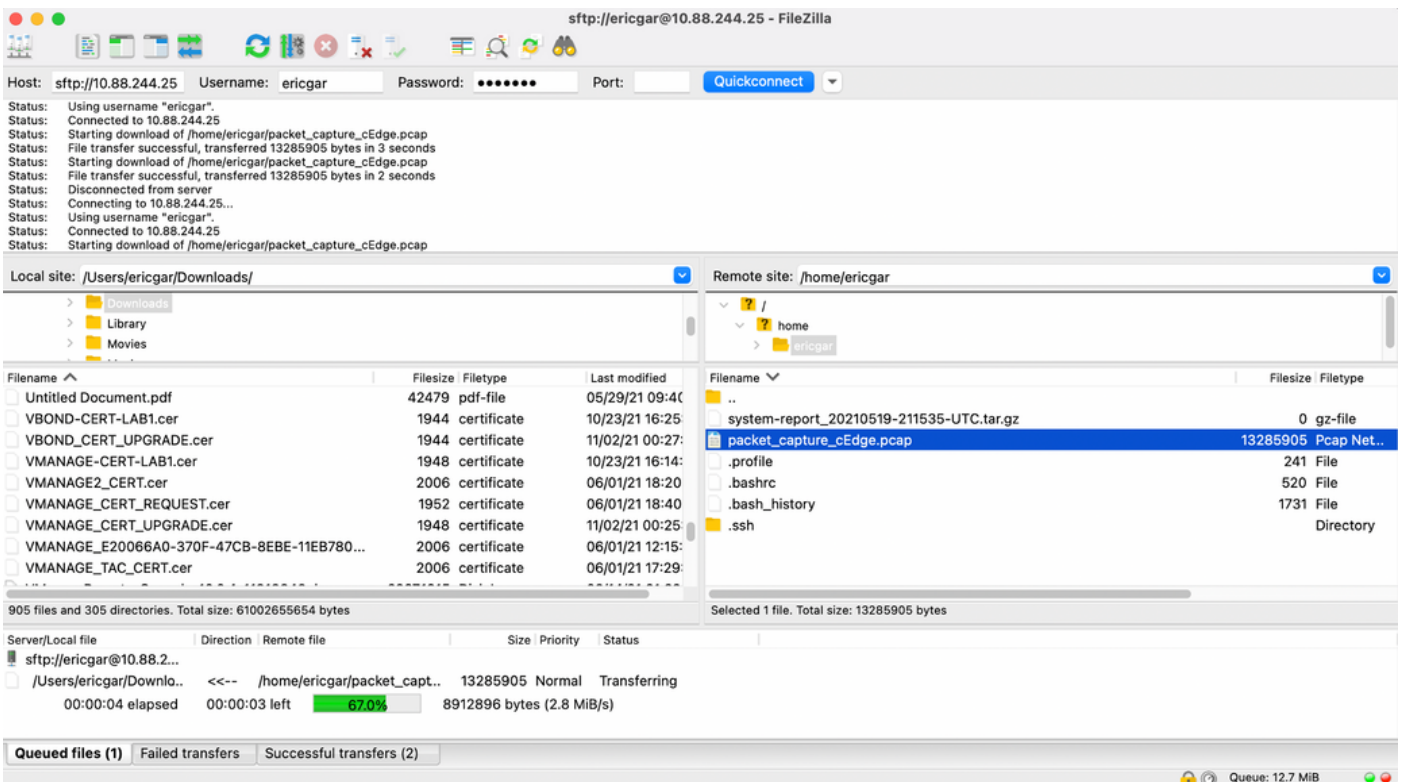 sftp://ericgar@10.88.244.25 - FileZilla
Host: sftp://10.88.244.25 Username: ericgar Password: ●●●●●●● Port: Quickconnect
Status: Using username "ericgar".
Status: Connected to 10.88.244.25
Status: Starting download of /home/ericgar/packet_capture_cEdge.pcap
Status: File transfer successful, transferred 13285905 bytes in 3 seconds
Status: Starting download of /home/ericgar/packet_capture_cEdge.pcap
Status: File transfer successful, transferred 13285905 bytes in 2 seconds
Status: Disconnected from server
Status: Connecting to 10.88.244.25...
Status: Using username "ericgar".
Status: Connected to 10.88.244.25
Status: Starting download of /home/ericgar/packet_capture_cEdge.pcap
Local site: /Users/ericgar/Downloads/
Downloads
Library
Movies
Filename Filesize Filetype Last modified
Untitled Document.pdf 42479 pdf-file 05/29/21 09:40
VBOND-CERT-LAB1.cer 1944 certificate 10/23/21 16:25:
VBOND_CERT_UPGRADE.cer 1944 certificate 11/02/21 00:27:
VMANAGE-CERT-LAB1.cer 1948 certificate 10/23/21 16:14:
VMANAGE2_CERT.cer 2006 certificate 06/01/21 18:20
VMANAGE_CERT_REQUEST.cer 1952 certificate 06/01/21 18:40
VMANAGE_CERT_UPGRADE.cer 1948 certificate 11/02/21 00:25:
VMANAGE_E20066A0-370F-47CB-8EBE-11EB780... 2006 certificate 06/01/21 12:15:
VMANAGE_TAC_CERT.cer 2006 certificate 06/01/21 17:29:
905 files and 305 directories. Total size: 61002655654 bytes
Remote site: /home/ericgar
/
home
ericgar
Filename Filesize Filetype
..
system-report_20210519-211535-UTC.tar.gz 0 gz-file
packet_capture_cEdge.pcap 13285905 Pcap Net..
.profile 241 File
.bashrc 520 File
.bash_history 1731 File
.ssh Directory
Selected 1 file. Total size: 13285905 bytes
Server/Local file Direction Remote file Size Priority Status
sftp://ericgar@10.88.2...
/Users/ericgar/Downlo.. <<-- /home/ericgar/packet_capt... 13285905 Normal Transferring
00:00:04 elapsed 00:00:03 left 67.0% 8912896 bytes (2.8 MiB/s)
Queued files (1) Failed transfers Successful transfers (2)
Queue: 12.7 MiB